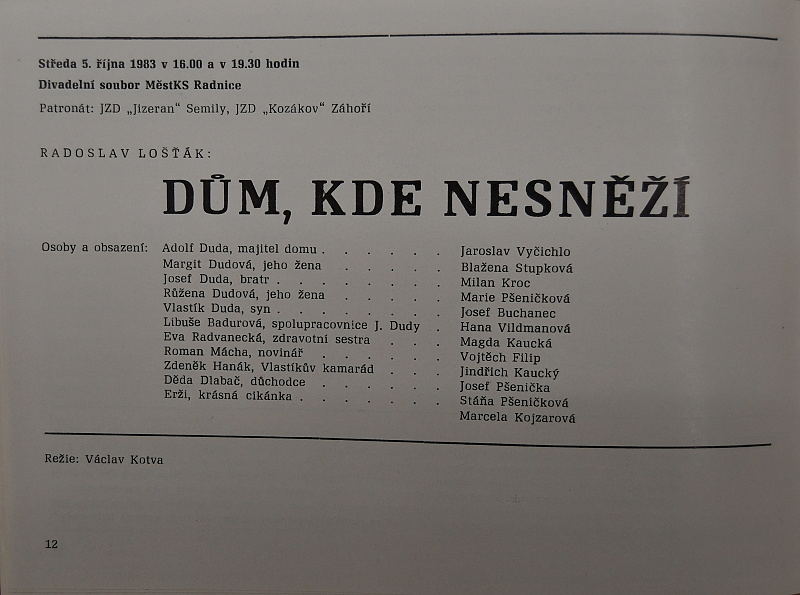 Středa 5. října 1983 v 16.00 a v 19.30 hodin
Divadelní soubor MěstKS Radnice
Patronát: JZD „Jizeran“ Semily, JZD „Kozákov“ Záhoří
RADOSLAV LOŠŤÁK:
DŮM, KDE NESNĚŽÍ
Osoby a obsazení: Adolf Duda, majitel domu . . . . . . Jaroslav Vyčichlo
Margit Dudová, jeho žena . . . . . Blažena Stupková
Josef Duda, bratr . . . . . . . . Milan Kroc
Růžena Dudová, jeho žena . . . . . Marie Pšeničková
Vlastík Duda, syn . . . . . . . . Josef Buchanec
Libuše Badurová, spolupracovnice J. Dudy . Hana Vildmanová
Eva Radvanecká, zdravotní sestra . . . Magda Kaucká
Roman Mácha, novinář . . . . . . Vojtěch Filip
Zdeněk Hanák, Vlastíkův kamarád . . . Jindřich Kaucký
Děda Dlabač, důchodce . . . . . . Josef Pšenička
Erži, krásná cikánka . . . . . . . Stáňa Pšeničková
Marcela Kojzarová
Režie: Václav Kotva
12